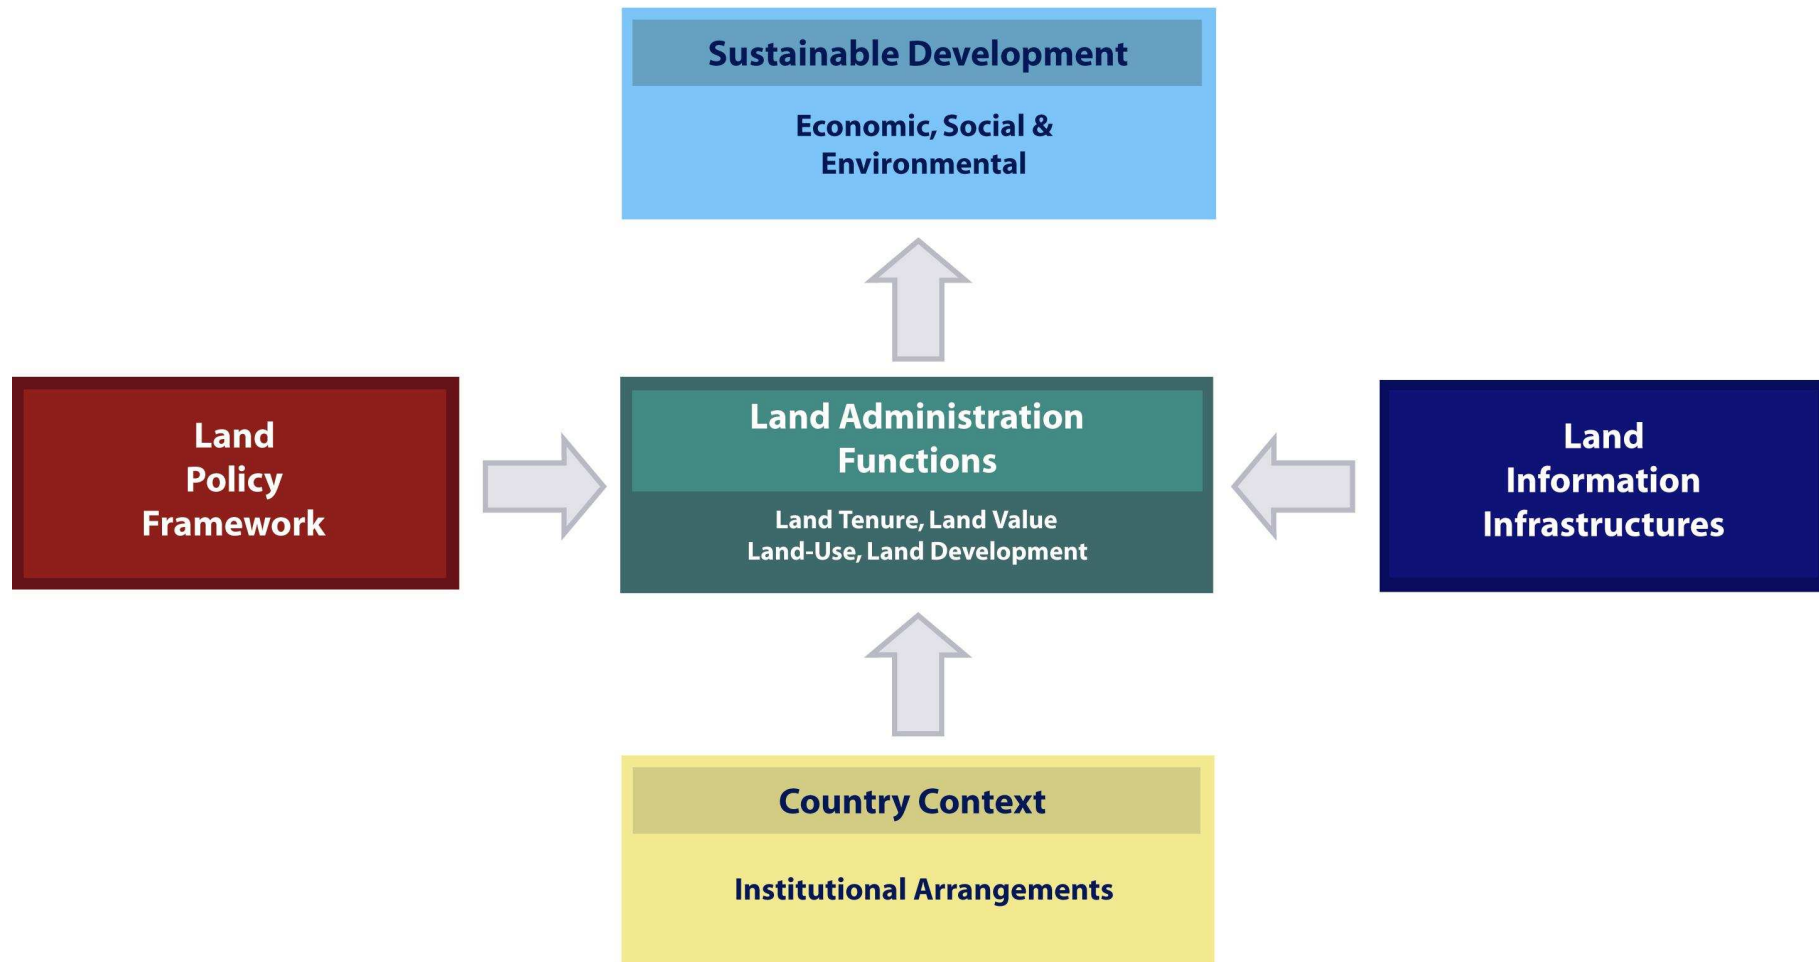 Sustainable Development
Economic, Social &
Environmental
Land
Policy
Framework
Land Administration
Functions
Land Tenure, Land Value
Land-Use, Land Development
Land
Information
Infrastructures
Country Context
Institutional Arrangements